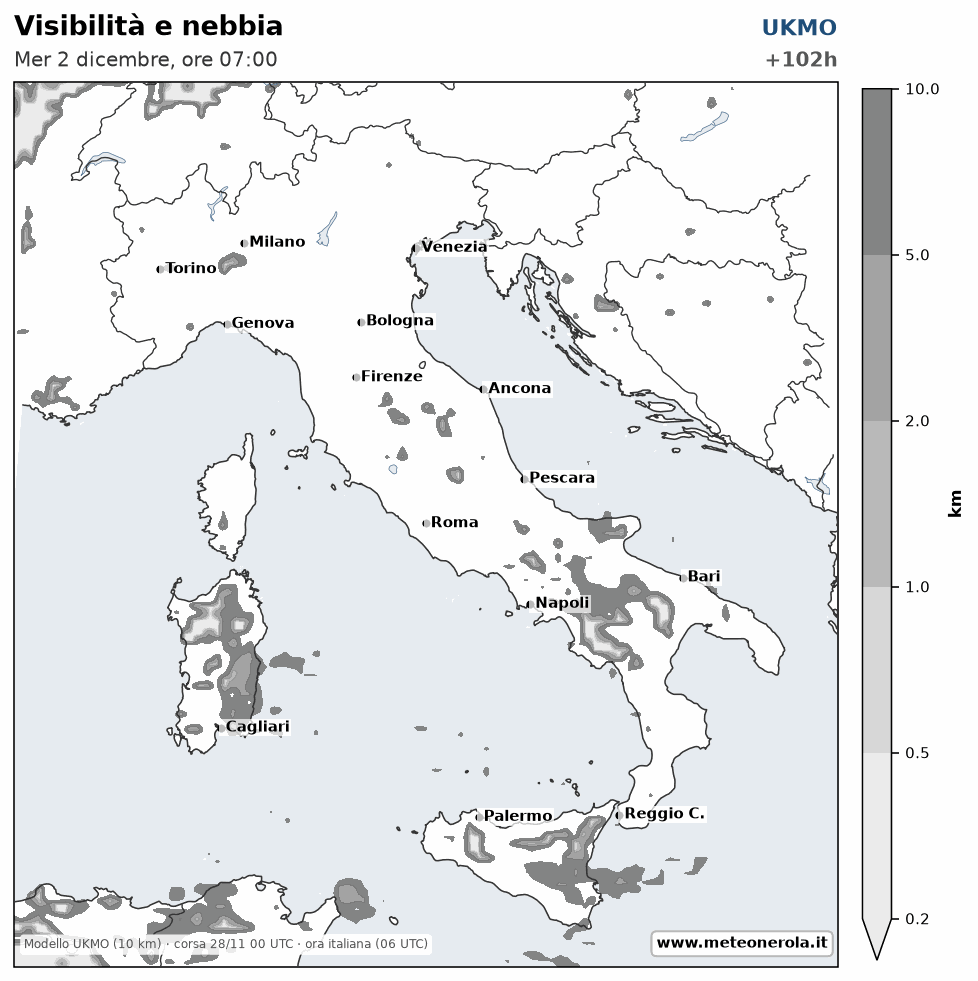 Visibilità e nebbia
UKMO
Mer 2 dicembre, ore 07:00
+102h
10.0
5.0
2.0
1.0
0.5
0.2
km
Milano
Venezia
Torino
Genova
Bologna
Firenze
Ancona
Pescara
Roma
Bari
Napoli
Cagliari
Palermo
Reggio C.
Modello UKMO (10 km) · corsa 28/11 00 UTC · ora italiana (06 UTC)
www.meteonerola.it